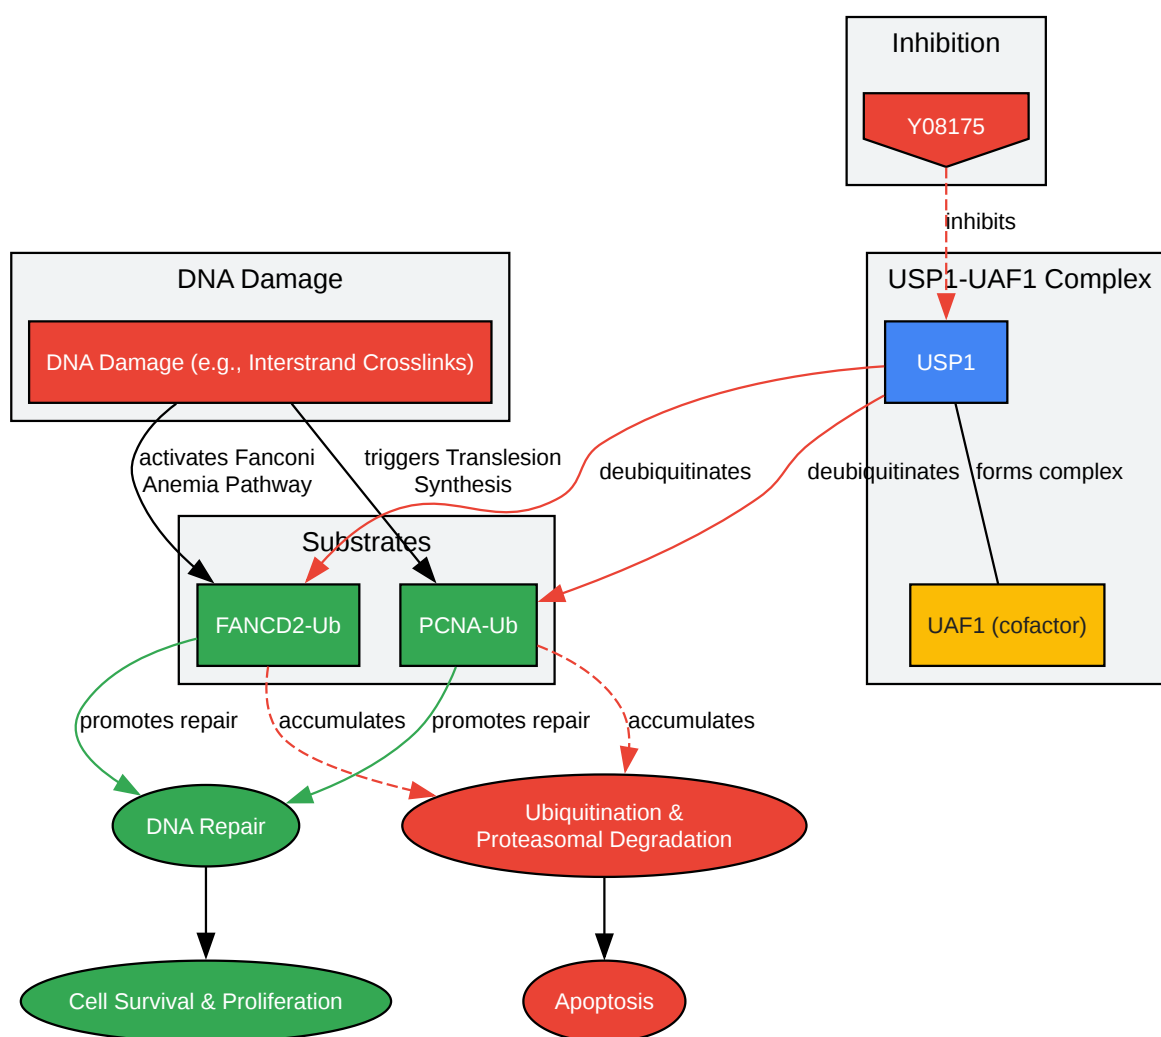 Inhibition
Y08175
inhibits
DNA Damage
USP1-UAF1 Complex
DNA Damage (e.g., Interstrand Crosslinks)
USP1
activates Fanconi
Anemia Pathway
triggers Translesion
Synthesis
deubiquitinates
deubiquitinates
forms complex
Substrates
FANCD2-Ub
PCNA-Ub
UAF1 (cofactor)
promotes repair
accumulates
promotes repair
accumulates
DNA Repair
Ubiquitination &
Proteasomal Degradation
Cell Survival & Proliferation
Apoptosis